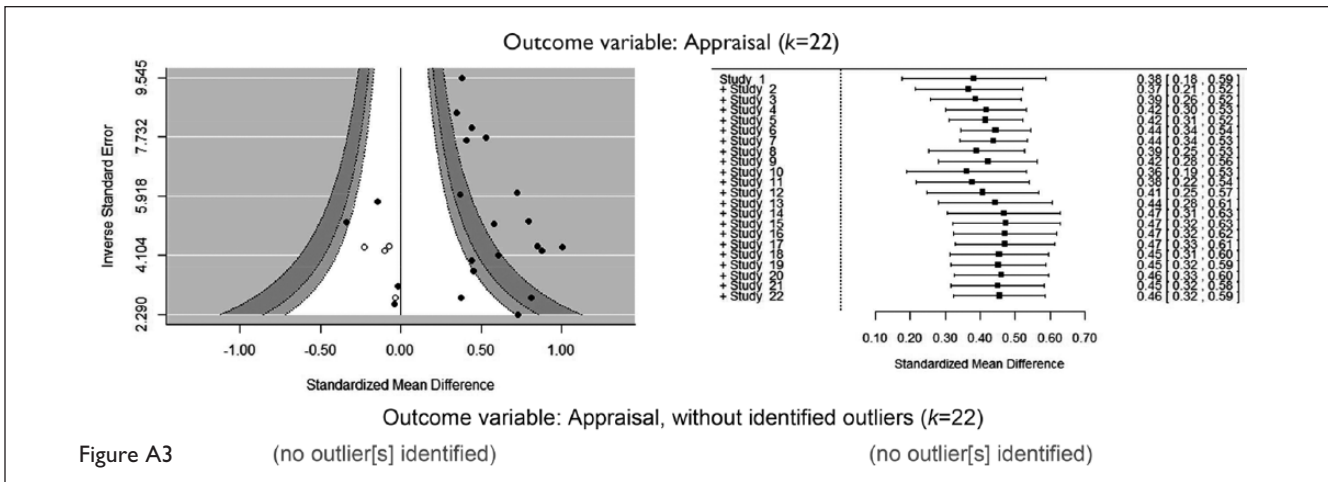 Outcome variable: Appraisal (k=22)
Inverse Standard Error
9.545
7.732
5.918
4.104
2.290
-1.00 -0.50 0.00 0.50 1.00
Standardized Mean Difference
Study 1 0.38 [ 0.18 , 0.59 ]
+ Study 2 0.37 [ 0.21 , 0.52 ]
+ Study 3 0.39 [ 0.26 , 0.52 ]
+ Study 4 0.42 [ 0.30 , 0.53 ]
+ Study 5 0.42 [ 0.31 , 0.52 ]
+ Study 6 0.44 [ 0.34 , 0.54 ]
+ Study 7 0.44 [ 0.34 , 0.53 ]
+ Study 8 0.39 [ 0.25 , 0.53 ]
+ Study 9 0.42 [ 0.28 , 0.56 ]
+ Study 10 0.36 [ 0.19 , 0.53 ]
+ Study 11 0.38 [ 0.22 , 0.54 ]
+ Study 12 0.41 [ 0.25 , 0.57 ]
+ Study 13 0.44 [ 0.28 , 0.61 ]
+ Study 14 0.47 [ 0.31 , 0.63 ]
+ Study 15 0.47 [ 0.32 , 0.63 ]
+ Study 16 0.47 [ 0.32 , 0.62 ]
+ Study 17 0.47 [ 0.33 , 0.61 ]
+ Study 18 0.45 [ 0.31 , 0.60 ]
+ Study 19 0.45 [ 0.32 , 0.59 ]
+ Study 20 0.46 [ 0.33 , 0.60 ]
+ Study 21 0.45 [ 0.32 , 0.58 ]
+ Study 22 0.46 [ 0.32 , 0.59 ]
0.10 0.20 0.30 0.40 0.50 0.60 0.70
Standardized Mean Difference
Outcome variable: Appraisal, without identified outliers (k=22)
Figure A3 (no outlier[s] identified) (no outlier[s] identified)